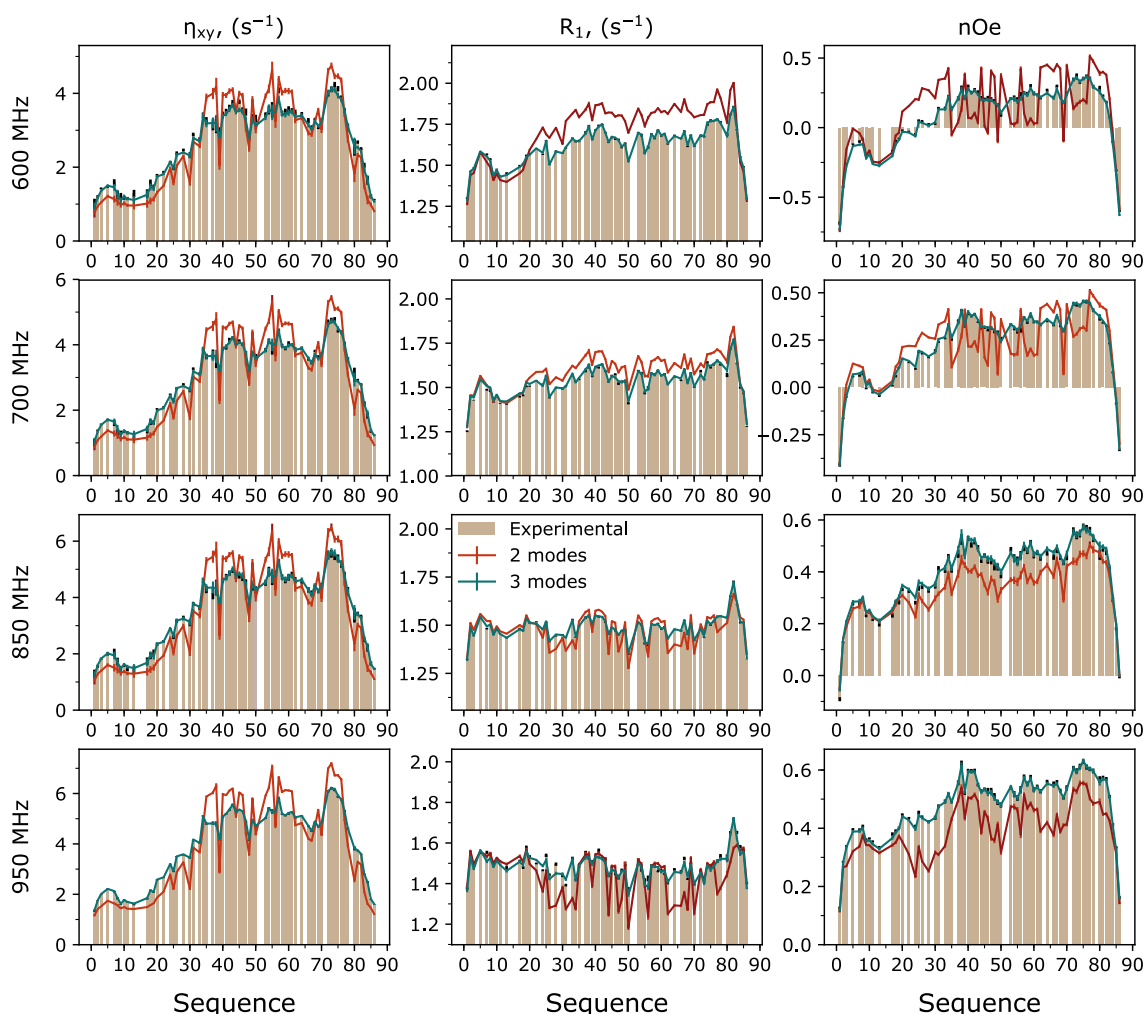 η_xy, (s⁻¹)
R₁, (s⁻¹)
nOe
600 MHz
4
2
0
0 10 20 30 40 50 60 70 80 90
2.00
1.75
1.50
1.25
0 10 20 30 40 50 60 70 80 90
0.5
0.0
−0.5
0 10 20 30 40 50 60 70 80 90
700 MHz
6
4
2
0
0 10 20 30 40 50 60 70 80 90
2.00
1.75
1.50
1.25
1.00
0 10 20 30 40 50 60 70 80 90
0.50
0.25
0.00
−0.25
0 10 20 30 40 50 60 70 80 90
850 MHz
6
4
2
0
0 10 20 30 40 50 60 70 80 90
2.00
1.75
1.50
1.25
Experimental
2 modes
3 modes
0 10 20 30 40 50 60 70 80 90
0.6
0.4
0.2
0.0
0 10 20 30 40 50 60 70 80 90
950 MHz
6
4
2
0
0 10 20 30 40 50 60 70 80 90
2.0
1.8
1.6
1.4
1.2
0 10 20 30 40 50 60 70 80 90
0.6
0.4
0.2
0.0
0 10 20 30 40 50 60 70 80 90
Sequence
Sequence
Sequence